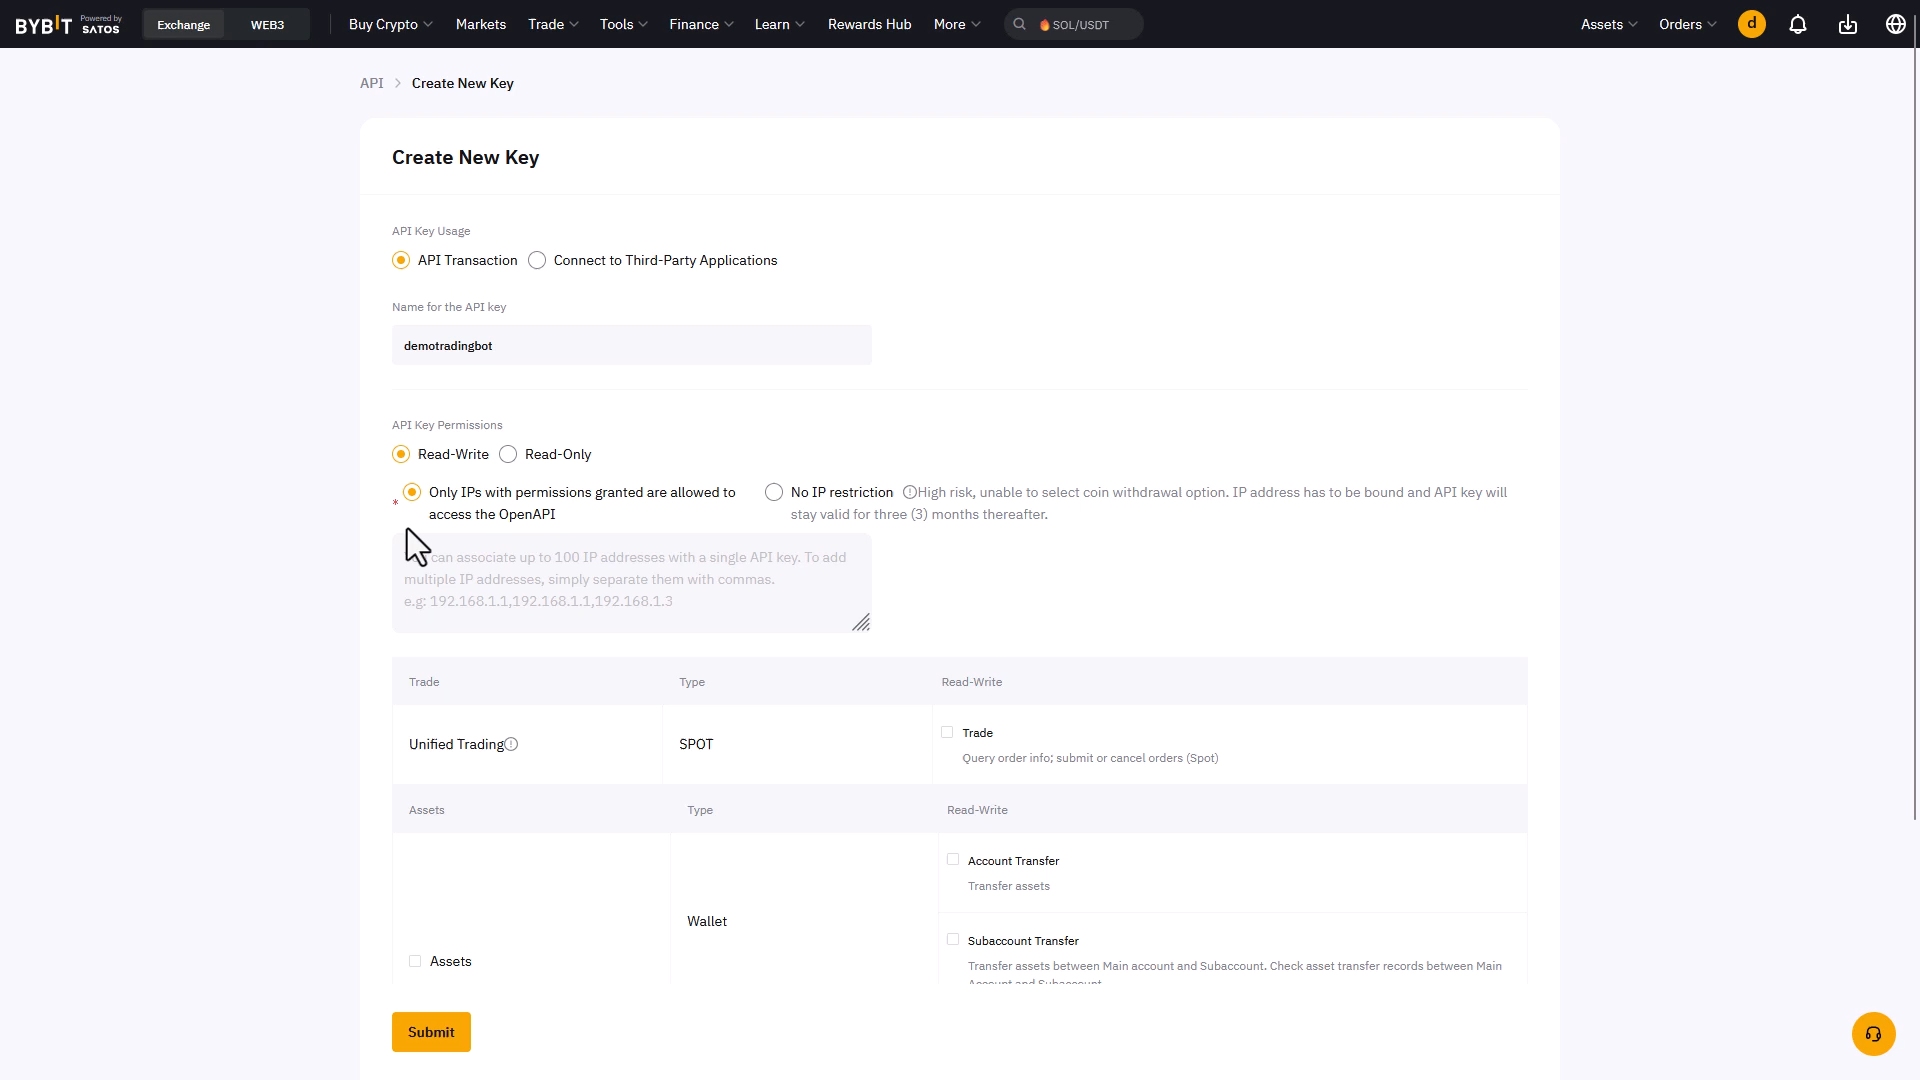 BYBIT Powered by SATOS Exchange WEB3 Buy Crypto Markets Trade Tools Finance Learn Rewards Hub More SOL/USDT Assets Orders d
API > Create New Key
Create New Key
API Key Usage
API Transaction Connect to Third-Party Applications
Name for the API key
demotradingbot
API Key Permissions
Read-Write Read-Only
* Only IPs with permissions granted are allowed to access the OpenAPI
No IP restriction High risk, unable to select coin withdrawal option. IP address has to be bound and API key will
stay valid for three (3) months thereafter.
can associate up to 100 IP addresses with a single API key. To add
multiple IP addresses, simply separate them with commas.
e.g: 192.168.1.1,192.168.1.1,192.168.1.3
Trade Type Read-Write
Unified Trading SPOT Trade
Query order info; submit or cancel orders (Spot)
Assets Type Read-Write
Account Transfer
Transfer assets
Wallet
Subaccount Transfer
Assets
Transfer assets between Main account and Subaccount. Check asset transfer records between Main
Account and Subaccount
Submit